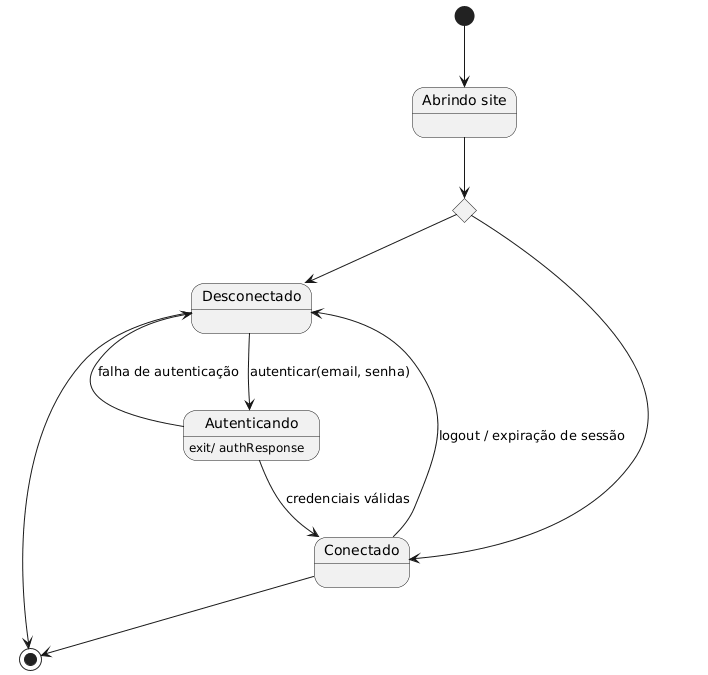 Abrindo site
Desconectado
falha de autenticação
autenticar(email, senha)
Autenticando
exit/ authResponse
logout / expiração de sessão
credenciais válidas
Conectado